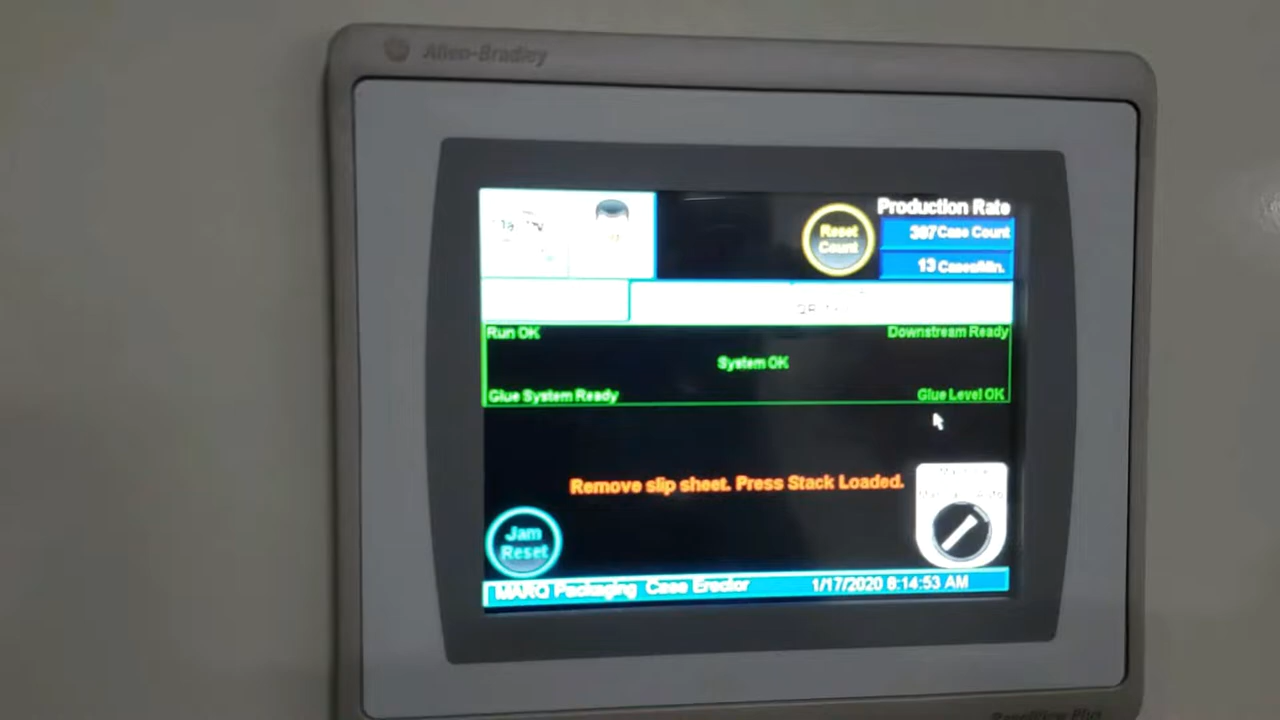 Allen-Bradley
Production Rate
Reset
Count
387 Case Count
13 Cases/Min.
Run OK
Downstream Ready
System OK
Glue System Ready
Glue Level OK
Remove slip sheet. Press Stack Loaded.
Jam
Reset
MARQ Packaging Case Erector
1/17/2020 8:14:53 AM
PanelView Plus